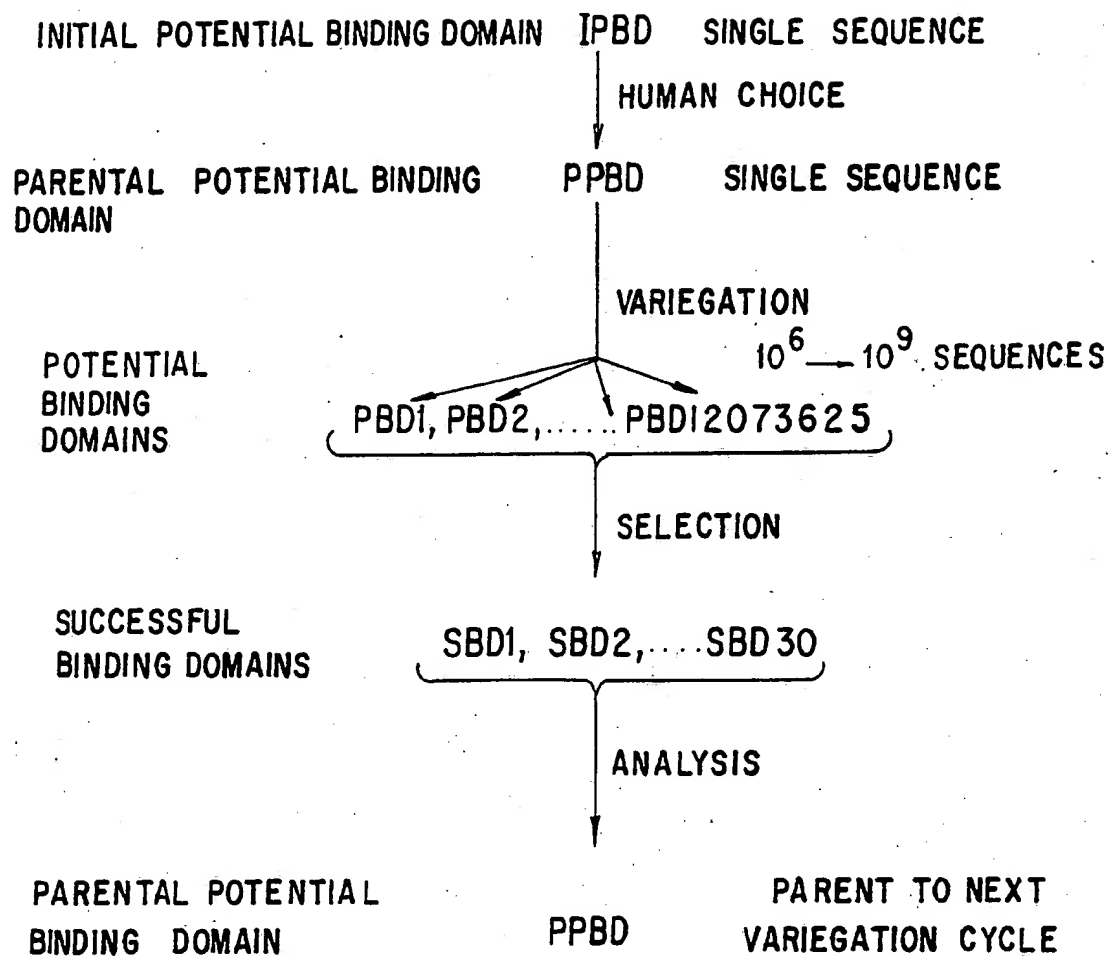 INITIAL POTENTIAL BINDING DOMAIN IPBD SINGLE SEQUENCE
HUMAN CHOICE
PARENTAL POTENTIAL BINDING DOMAIN PPBD SINGLE SEQUENCE
VARIEGATION
10^6 → 10^9 SEQUENCES
POTENTIAL
BINDING
DOMAINS
PBD1, PBD2,...... PBD12073625
SELECTION
SUCCESSFUL
BINDING DOMAINS
SBD1, SBD2,....SBD30
ANALYSIS
PARENTAL POTENTIAL
BINDING DOMAIN
PPBD
PARENT TO NEXT
VARIEGATION CYCLE